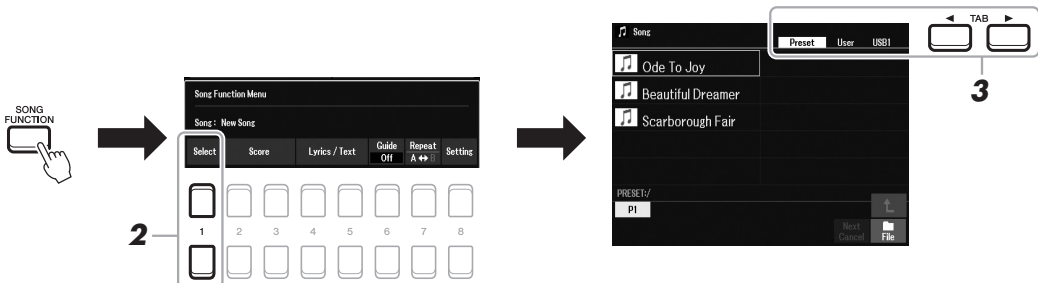 SONG
FUNCTION
Song Function Menu
Song : New Song
Select Score Lyrics / Text Guide Off Repeat A ↔ B Setting
1 2 3 4 5 6 7 8
2
Song
Preset User USB1
◀ TAB ▶
3
Ode To Joy
Beautiful Dreamer
Scarborough Fair
PRESET:/
P1
Next
Cancel
File